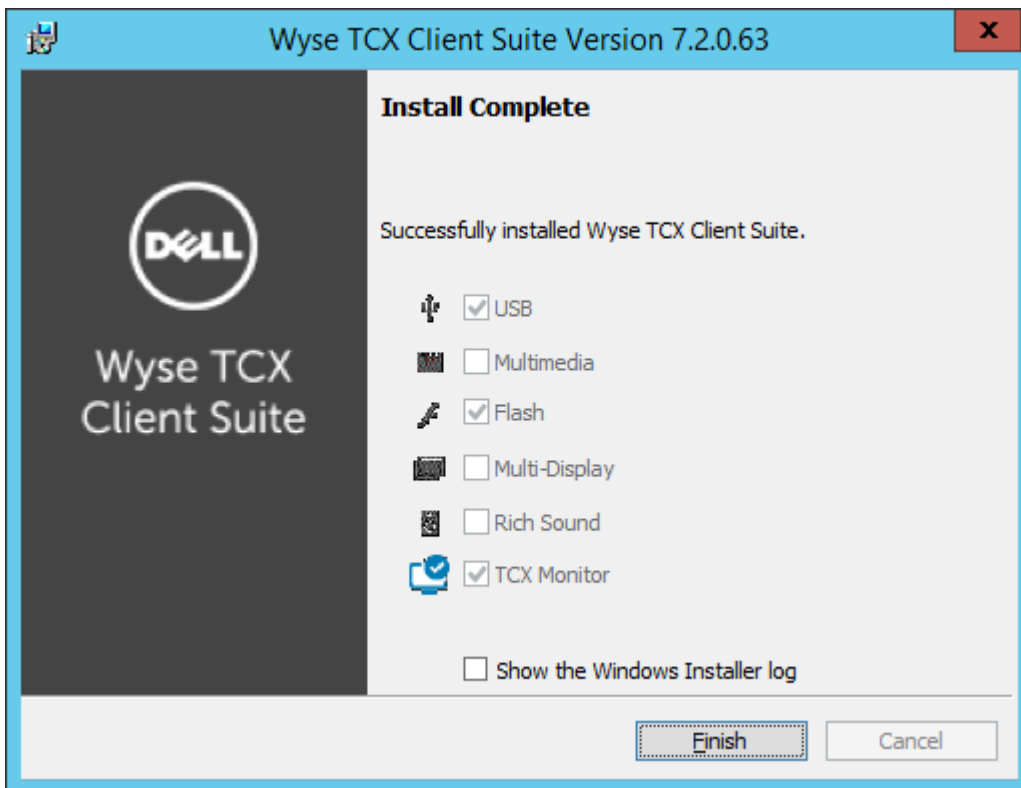 Wyse TCX Client Suite Version 7.2.0.63
x
DELL
Wyse TCX
Client Suite
Install Complete
Successfully installed Wyse TCX Client Suite.
USB
Multimedia
Flash
Multi-Display
Rich Sound
TCX Monitor
Show the Windows Installer log
Finish
Cancel